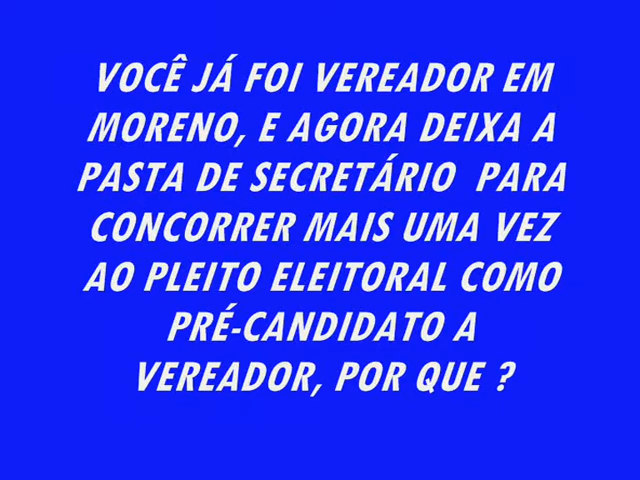 VOCÊ JÁ FOI VEREADOR EM
MORENO, E AGORA DEIXA A
PASTA DE SECRETÁRIO PARA
CONCORRER MAIS UMA VEZ
AO PLEITO ELEITORAL COMO
PRÉ-CANDIDATO A
VEREADOR, POR QUE ?